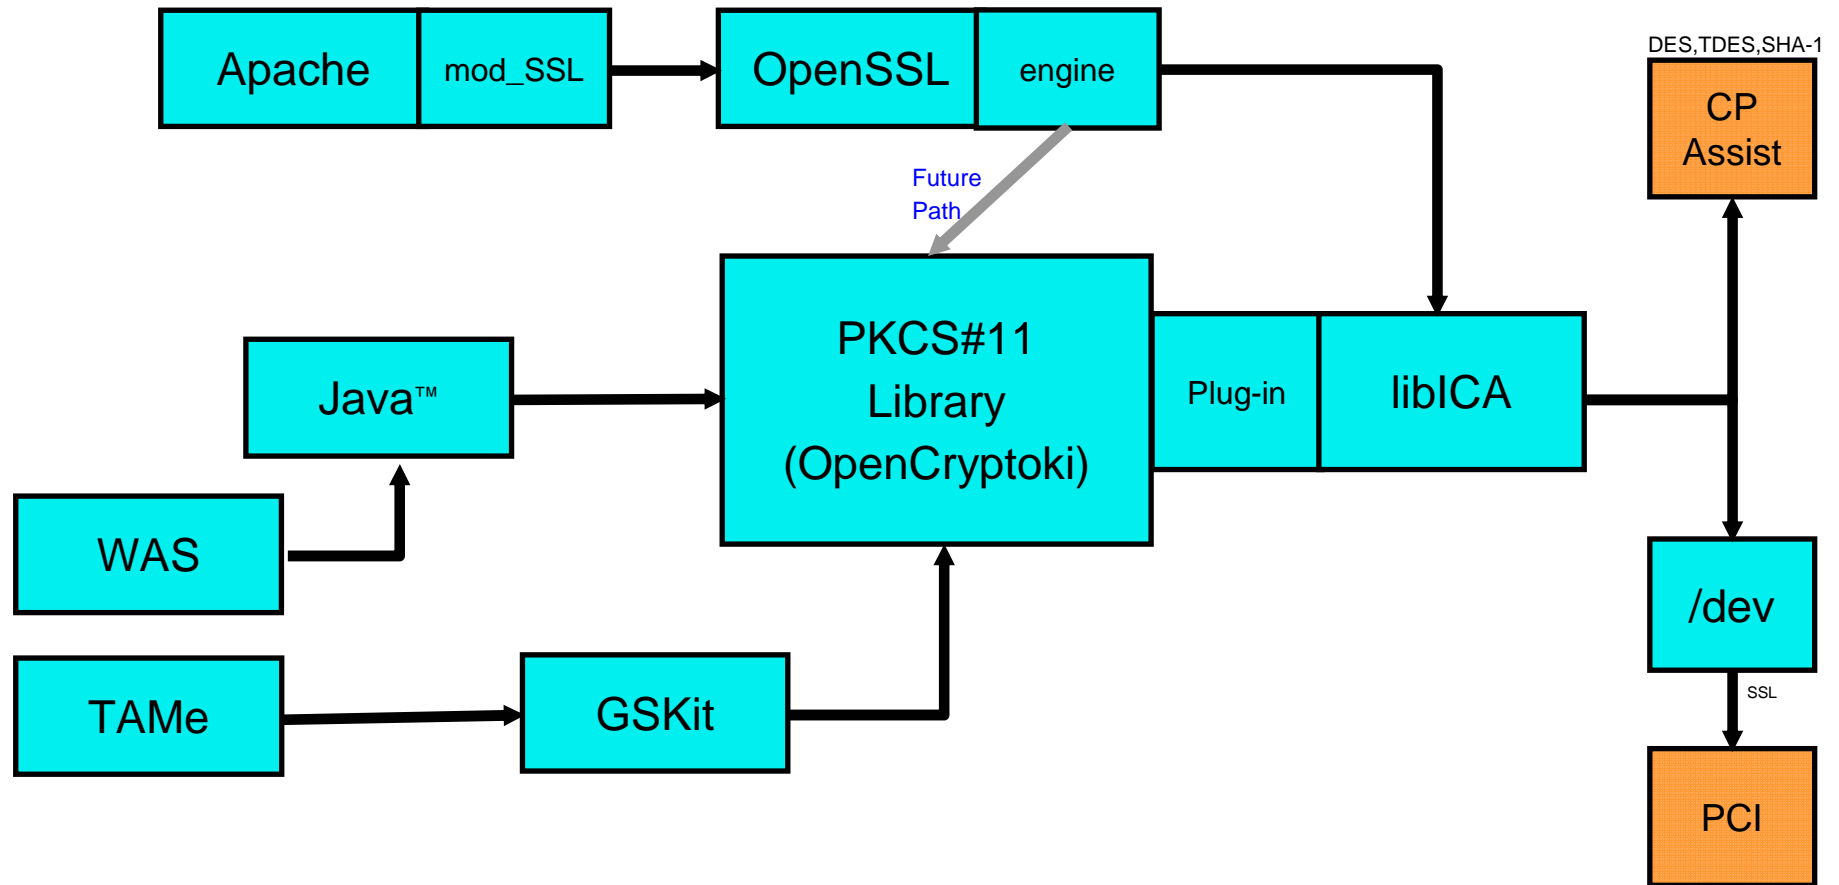 DES,TDES,SHA-1
Apache
mod_SSL
OpenSSL
engine
CP
Assist
Future
Path
PKCS#11
Library
(OpenCryptoki)
Plug-in
libICA
Java™
WAS
/dev
TAMe
GSKit
SSL
PCI